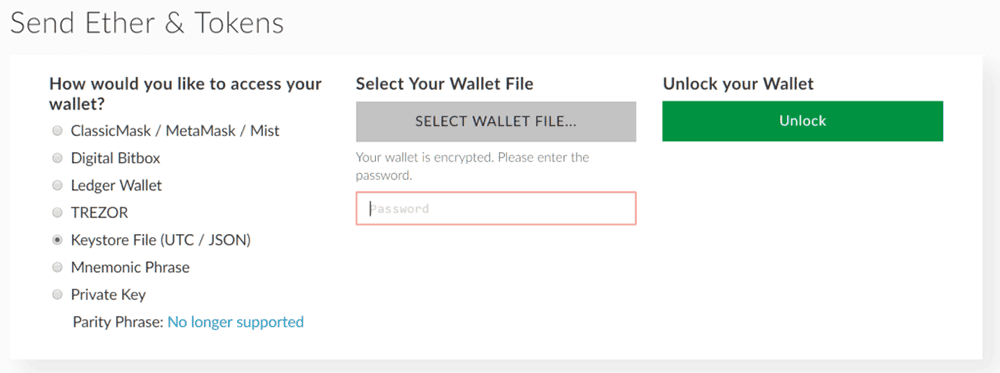 Send Ether & Tokens
How would you like to access your
wallet?
ClassicMask / MetaMask / Mist
Digital Bitbox
Ledger Wallet
TREZOR
Keystore File (UTC / JSON)
Mnemonic Phrase
Private Key
Parity Phrase: No longer supported
Select Your Wallet File
SELECT WALLET FILE...
Your wallet is encrypted. Please enter the
password.
Password
Unlock your Wallet
Unlock